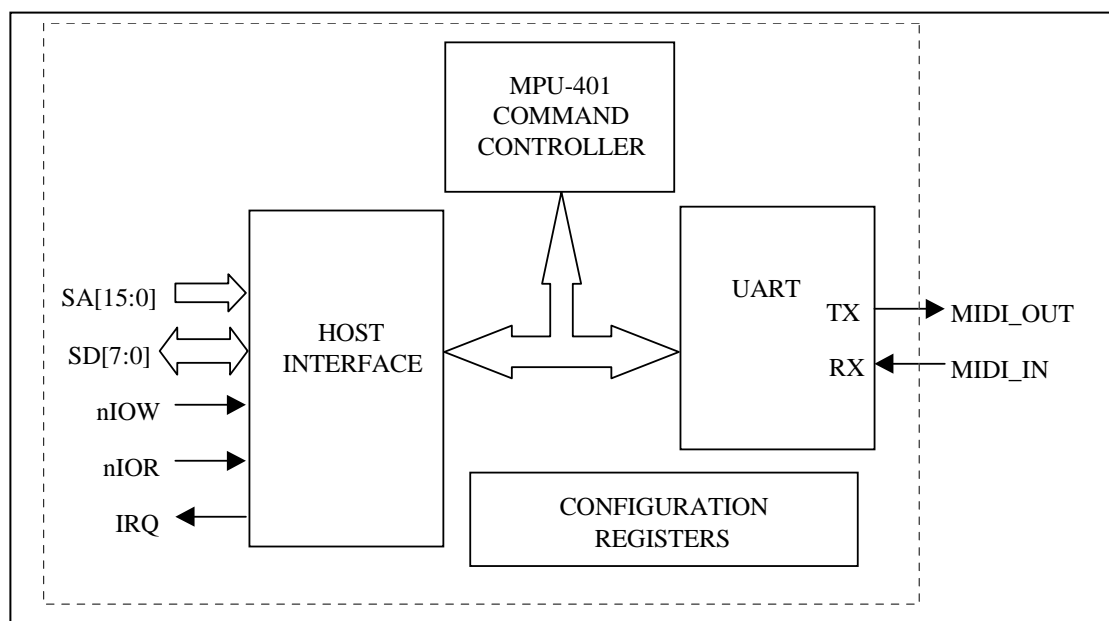 MPU-401
COMMAND
CONTROLLER
SA[15:0]
SD[7:0]
nIOW
nIOR
IRQ
HOST
INTERFACE
UART
TX
RX
MIDI_OUT
MIDI_IN
CONFIGURATION
REGISTERS